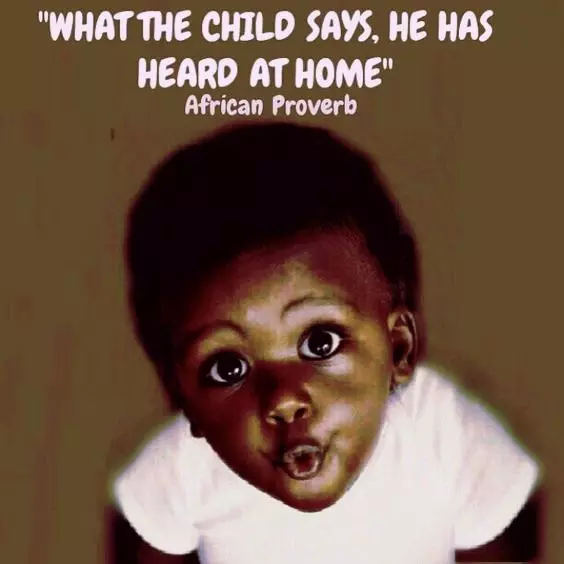 "WHAT THE CHILD SAYS, HE HAS
HEARD AT HOME"
African Proverb